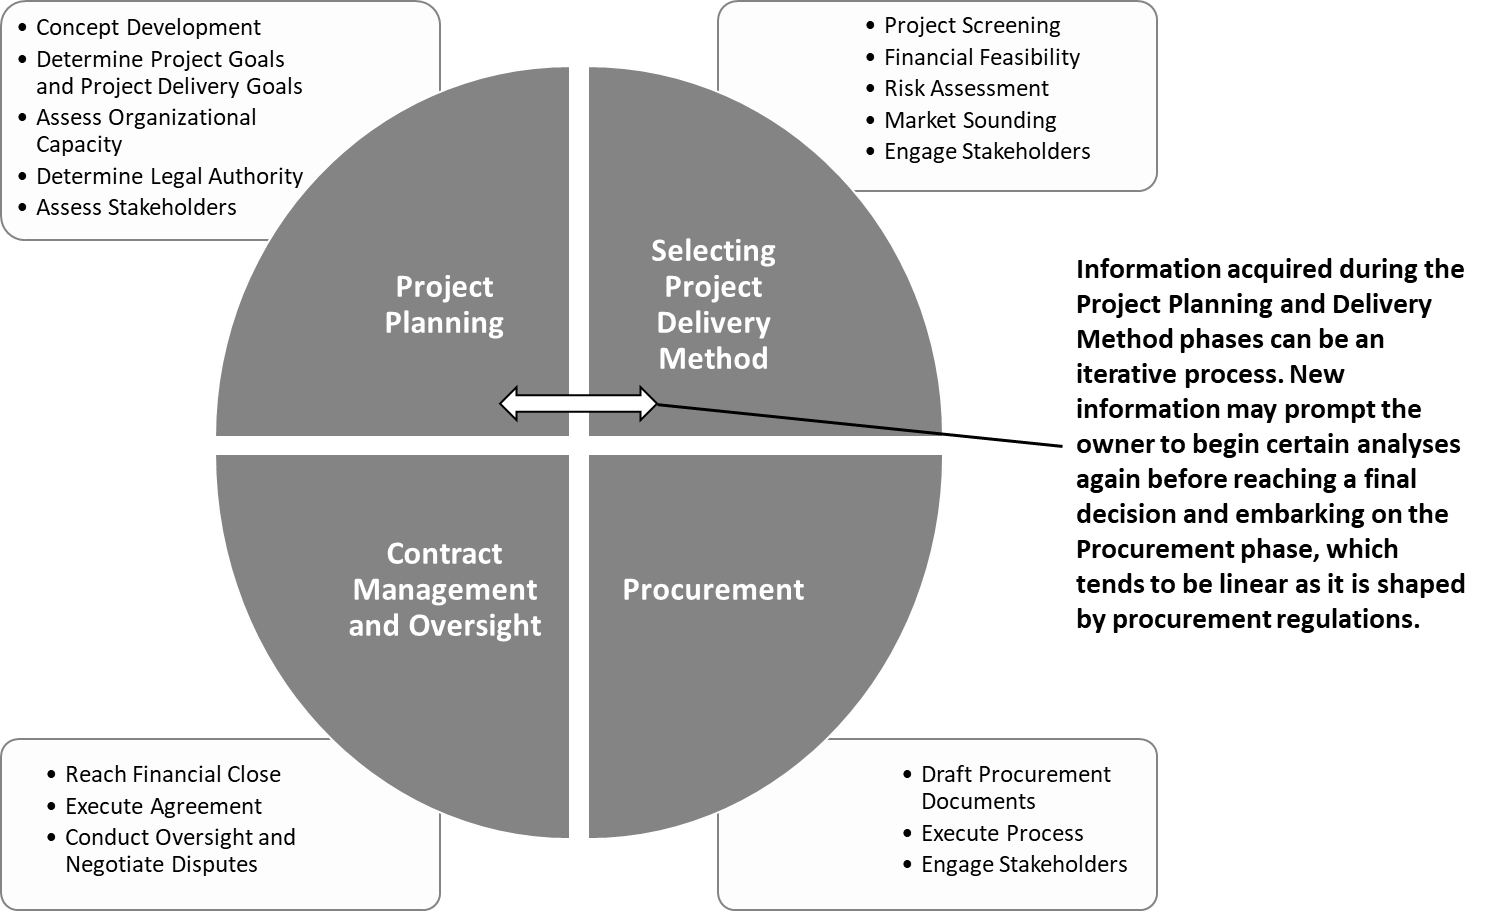 • Concept Development
• Determine Project Goals
and Project Delivery Goals
• Assess Organizational
Capacity
• Determine Legal Authority
• Assess Stakeholders
• Project Screening
• Financial Feasibility
• Risk Assessment
• Market Sounding
• Engage Stakeholders
Project
Planning
Selecting
Project
Delivery
Method
Information acquired during the
Project Planning and Delivery
Method phases can be an
iterative process. New
information may prompt the
owner to begin certain analyses
again before reaching a final
decision and embarking on the
Procurement phase, which
tends to be linear as it is shaped
by procurement regulations.
Contract
Management
and Oversight
Procurement
• Reach Financial Close
• Execute Agreement
• Conduct Oversight and
Negotiate Disputes
• Draft Procurement
Documents
• Execute Process
• Engage Stakeholders